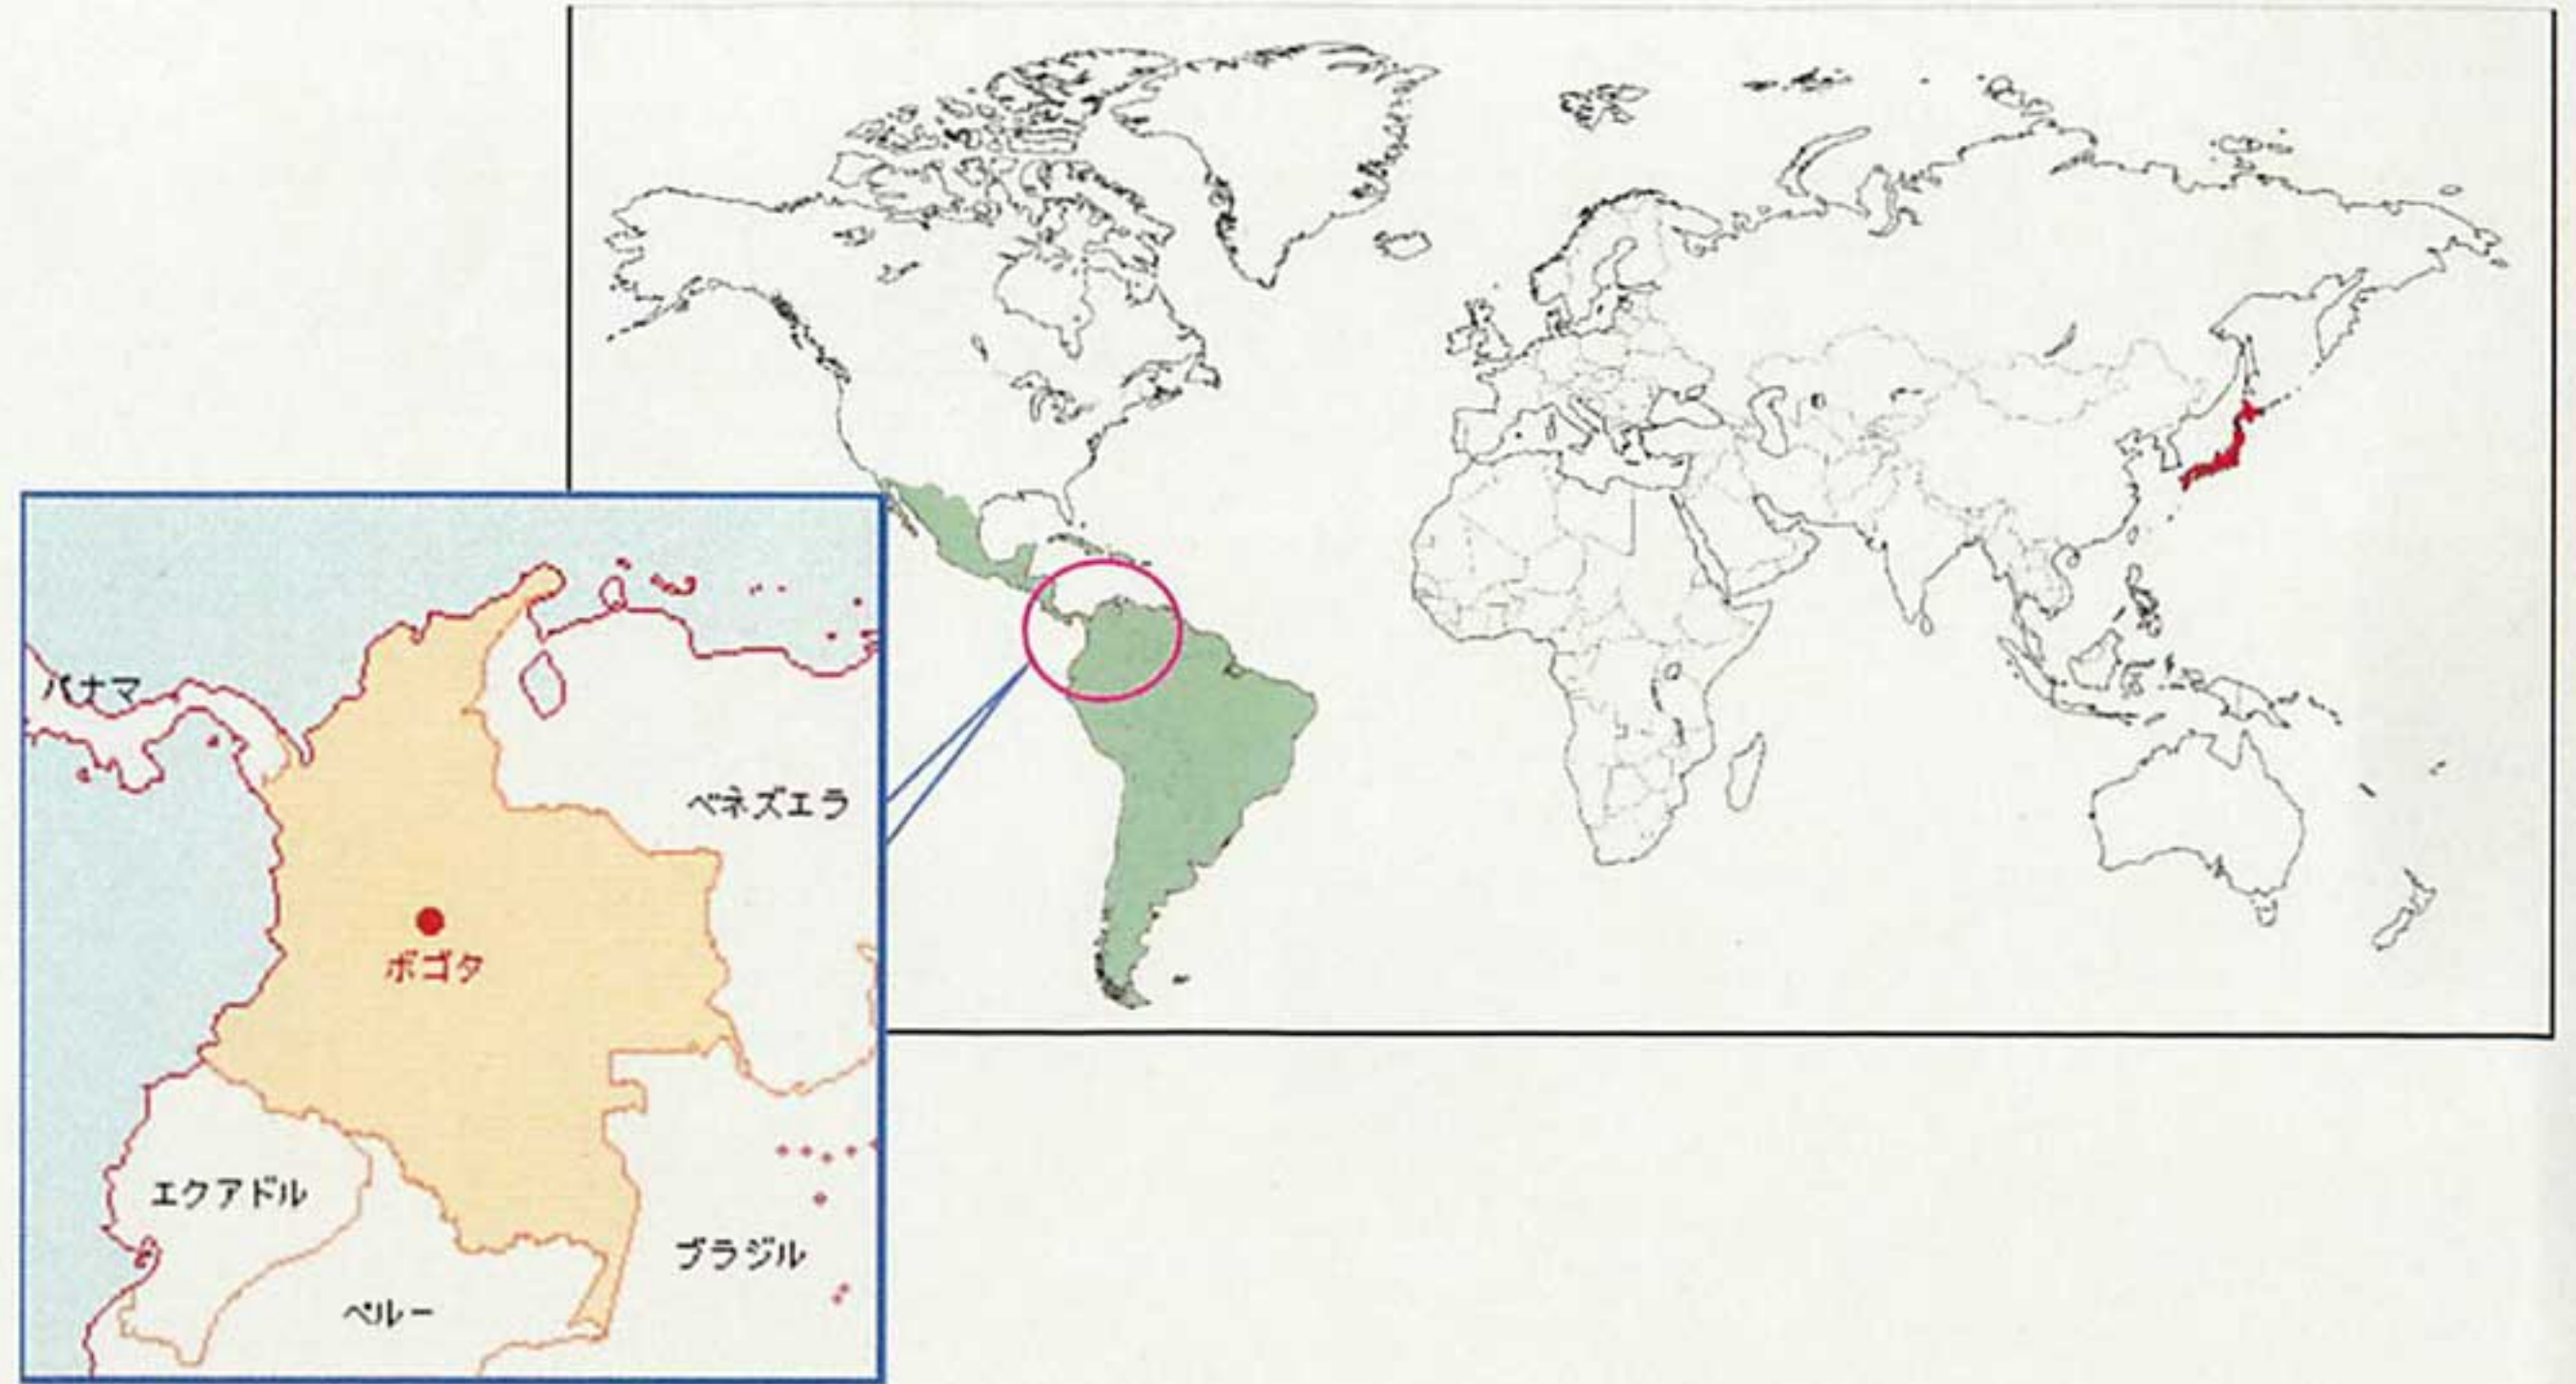 パナマ
ベネズエラ
ボゴタ
エクアドル
ブラジル
ペルー